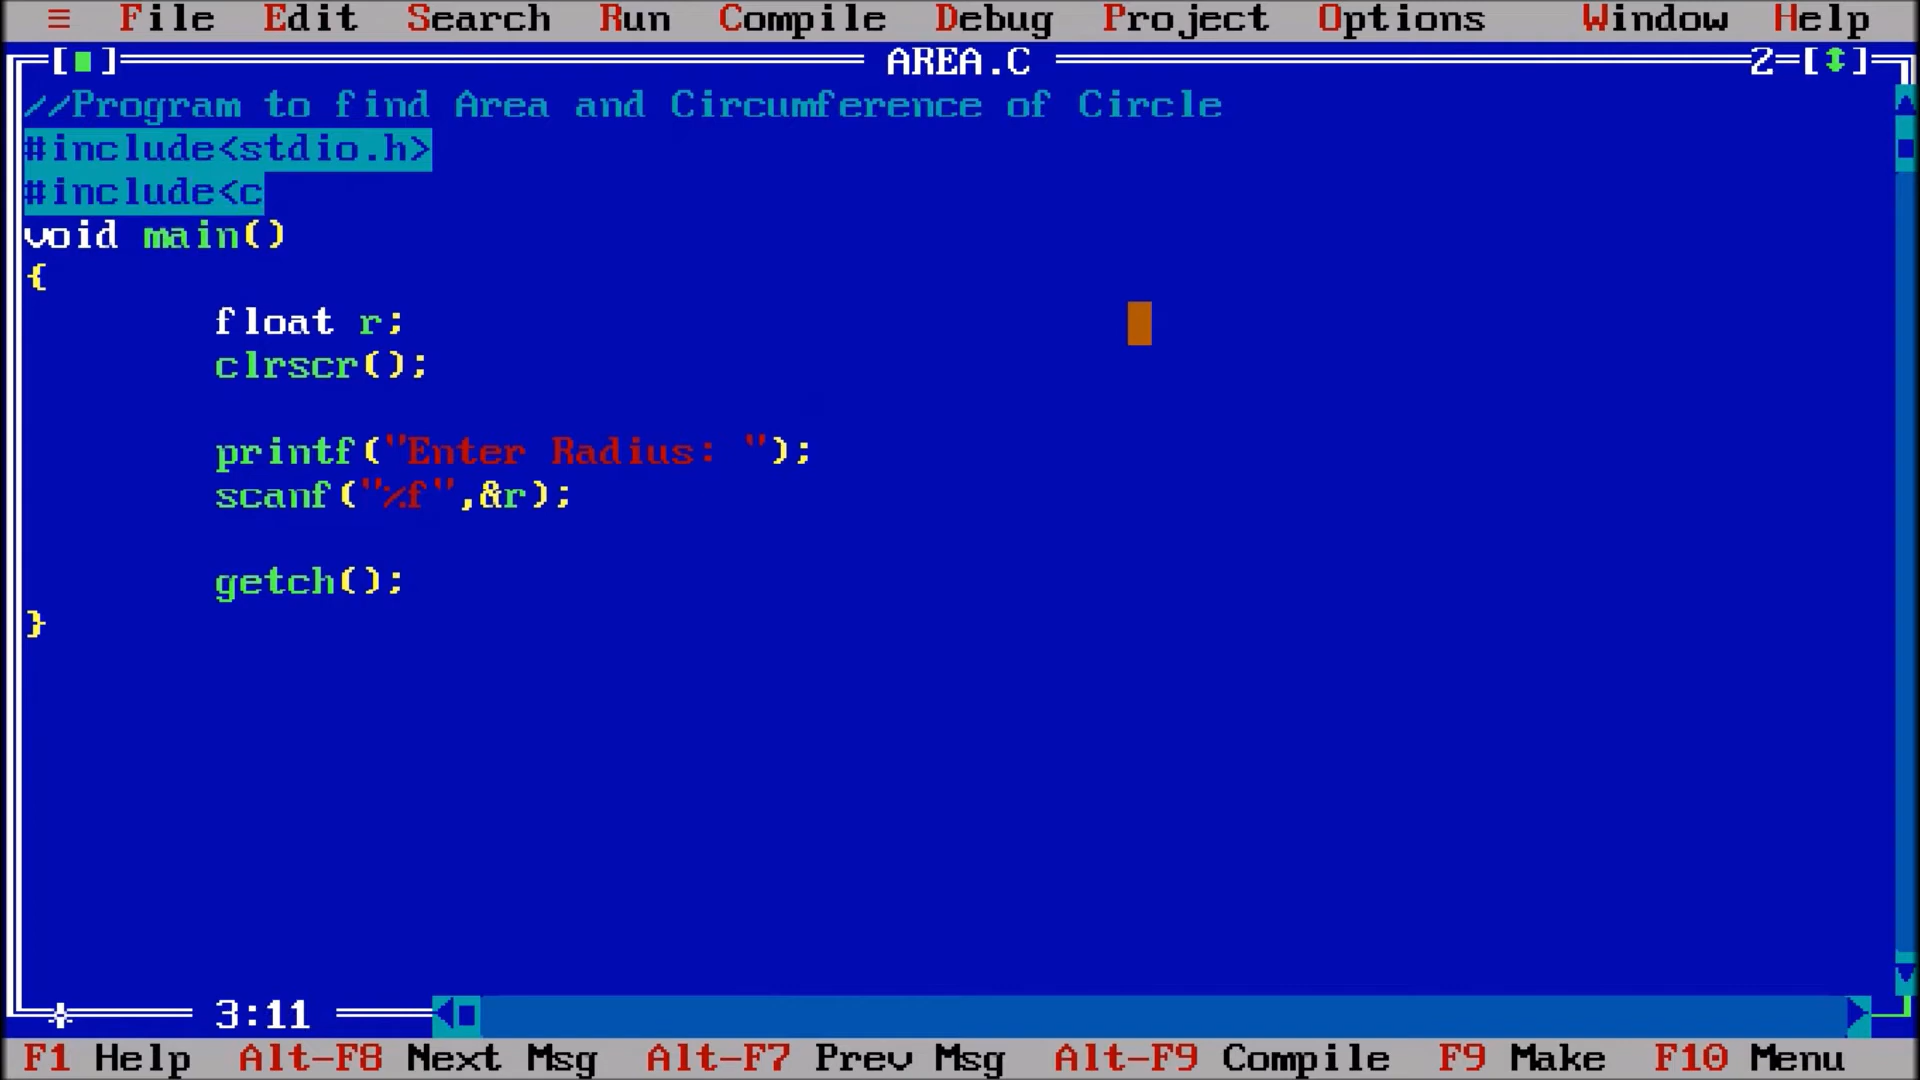 ≡ File Edit Search Run Compile Debug Project Options Window Help
[■] AREA.C 2=[↕]
//Program to find Area and Circumference of Circle
#include<stdio.h>
#include<c
void main()
{
float r;
clrscr();
printf("Enter Radius: ");
scanf("%f",&r);
getch();
}
3:11
F1 Help Alt-F8 Next Msg Alt-F7 Prev Msg Alt-F9 Compile F9 Make F10 Menu